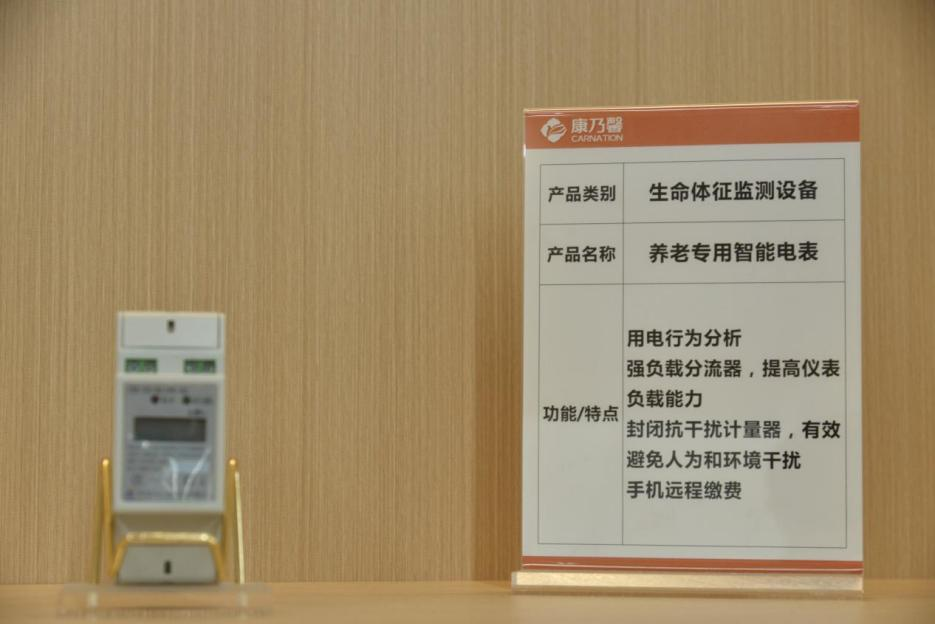 康乃馨
CARNATION
产品类别
生命体征监测设备
产品名称
养老专用智能电表
功能/特点
用电行为分析
强负载分流器，提高仪表
负载能力
封闭抗干扰计量器，有效
避免人为和环境干扰
手机远程缴费